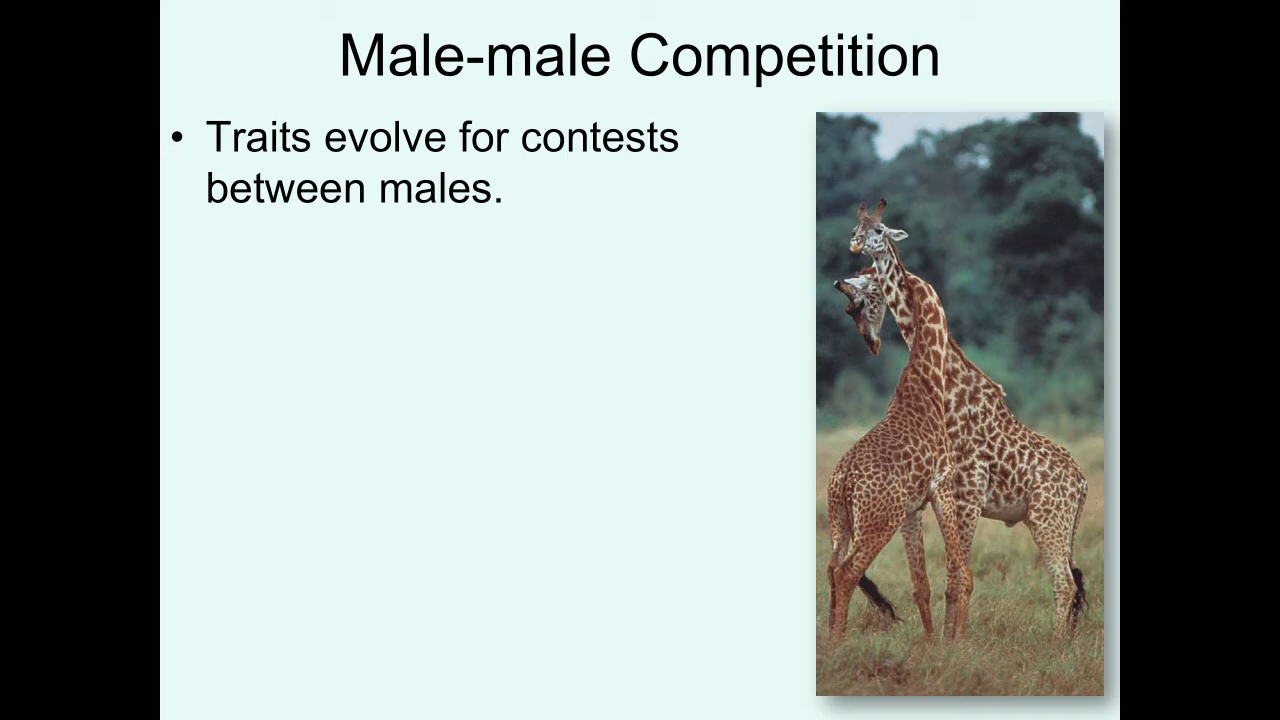 Male-male Competition
• Traits evolve for contests
between males.